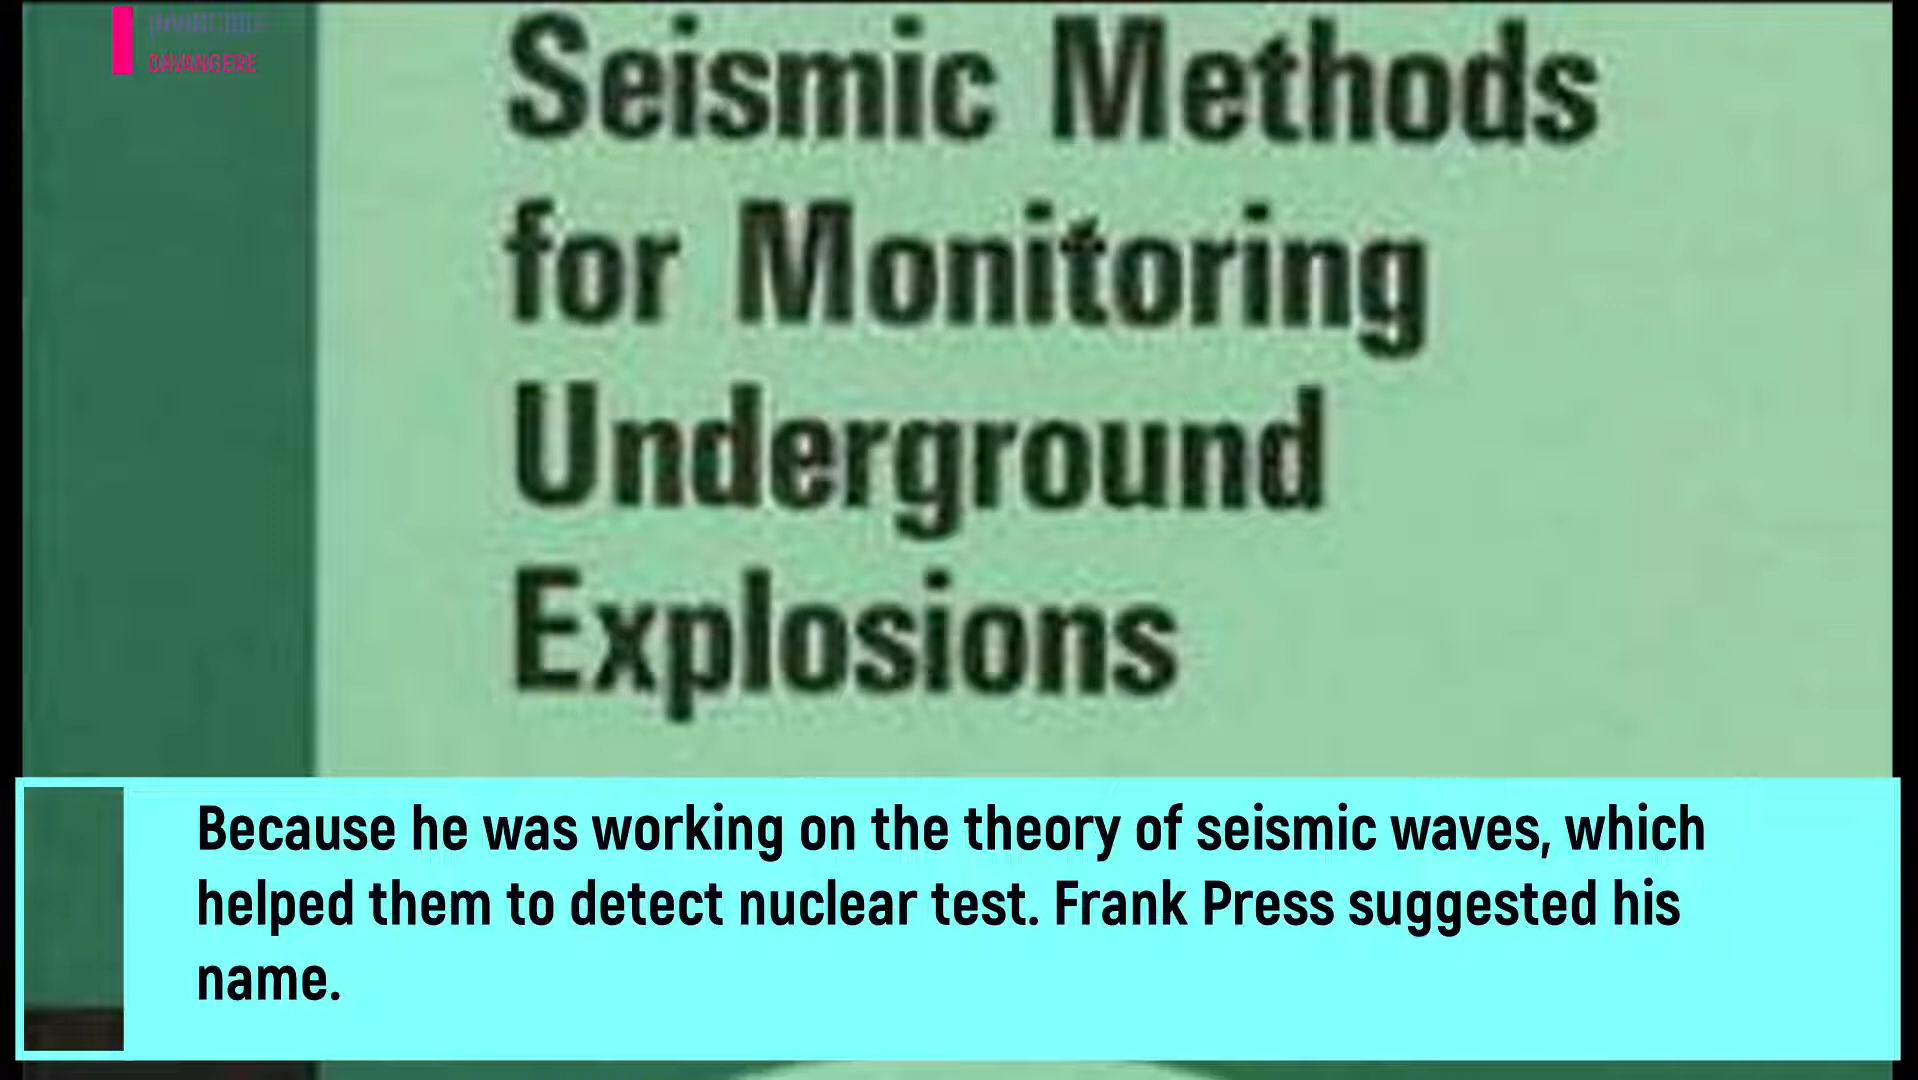 DAVANGERE
Seismic Methods
for Monitoring
Underground
Explosions
Because he was working on the theory of seismic waves, which
helped them to detect nuclear test. Frank Press suggested his
name.